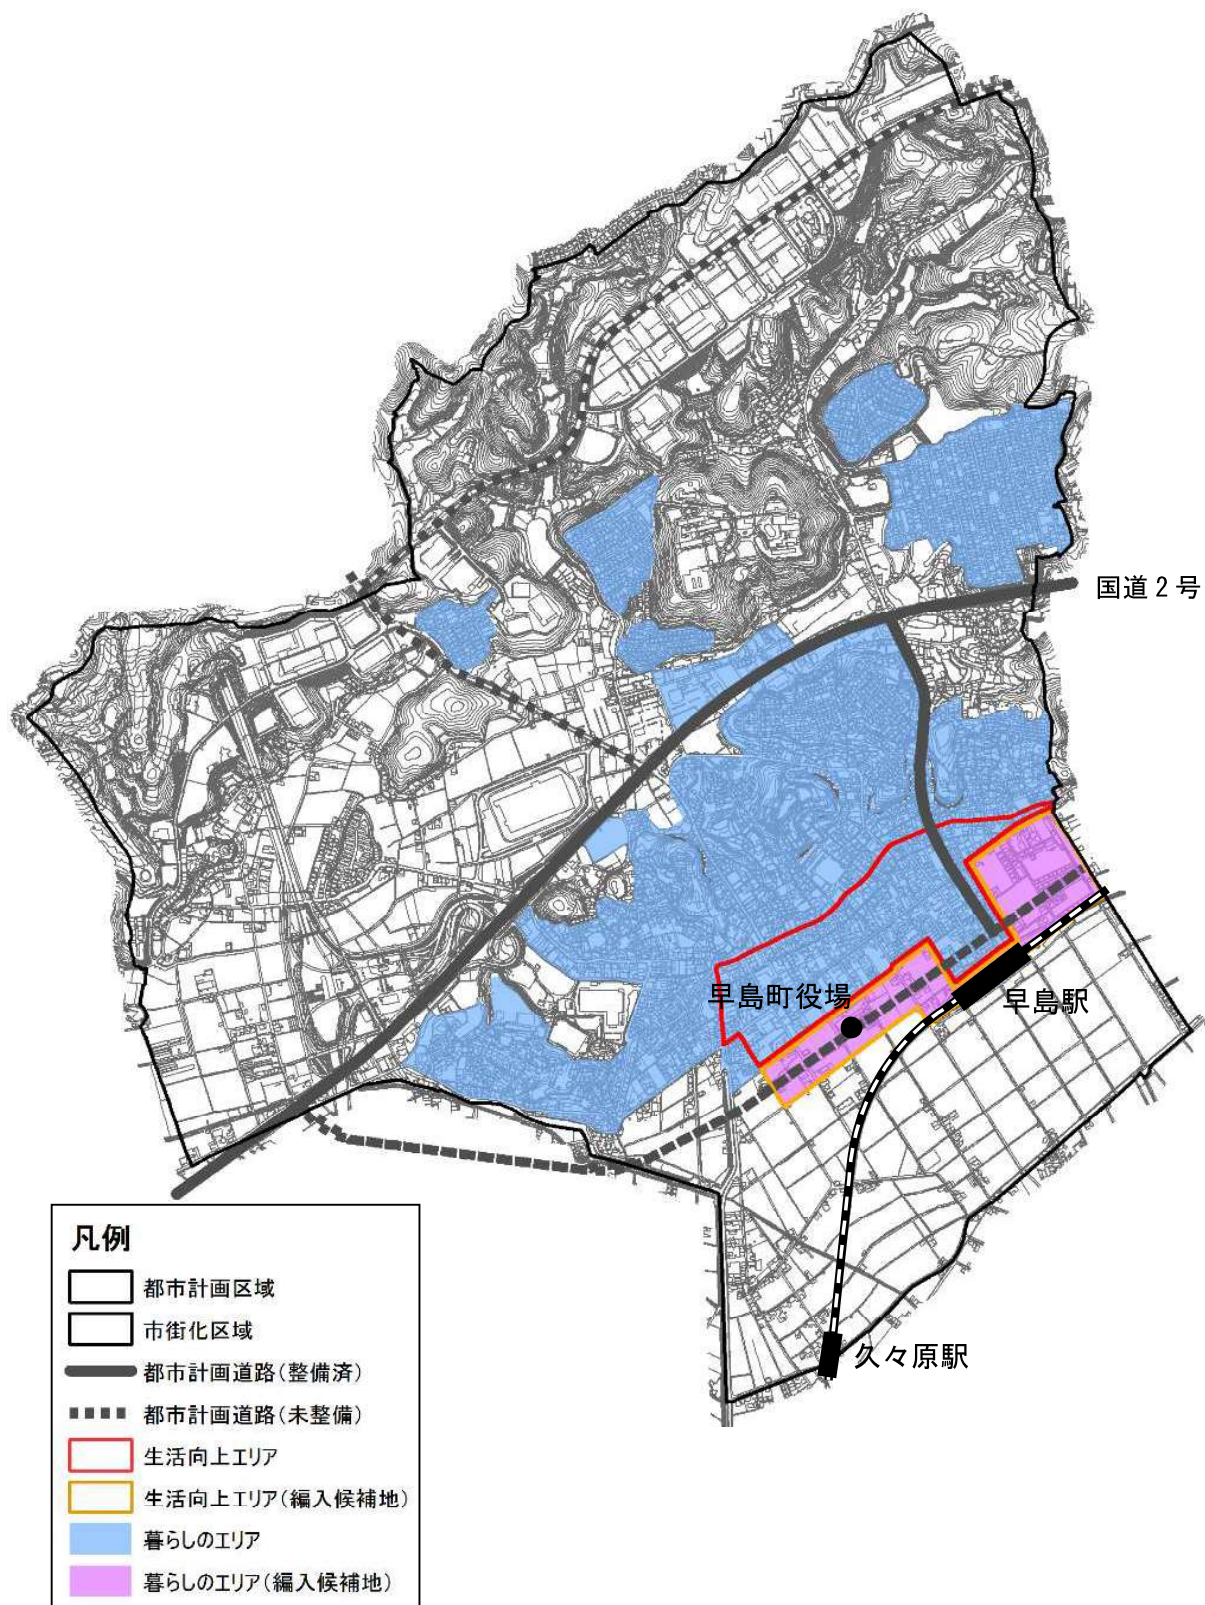 国道２号
早島町役場
早島駅
久々原駅
凡例
都市計画区域
市街化区域
都市計画道路(整備済)
都市計画道路(未整備)
生活向上エリア
生活向上エリア(編入候補地)
暮らしのエリア
暮らしのエリア(編入候補地)